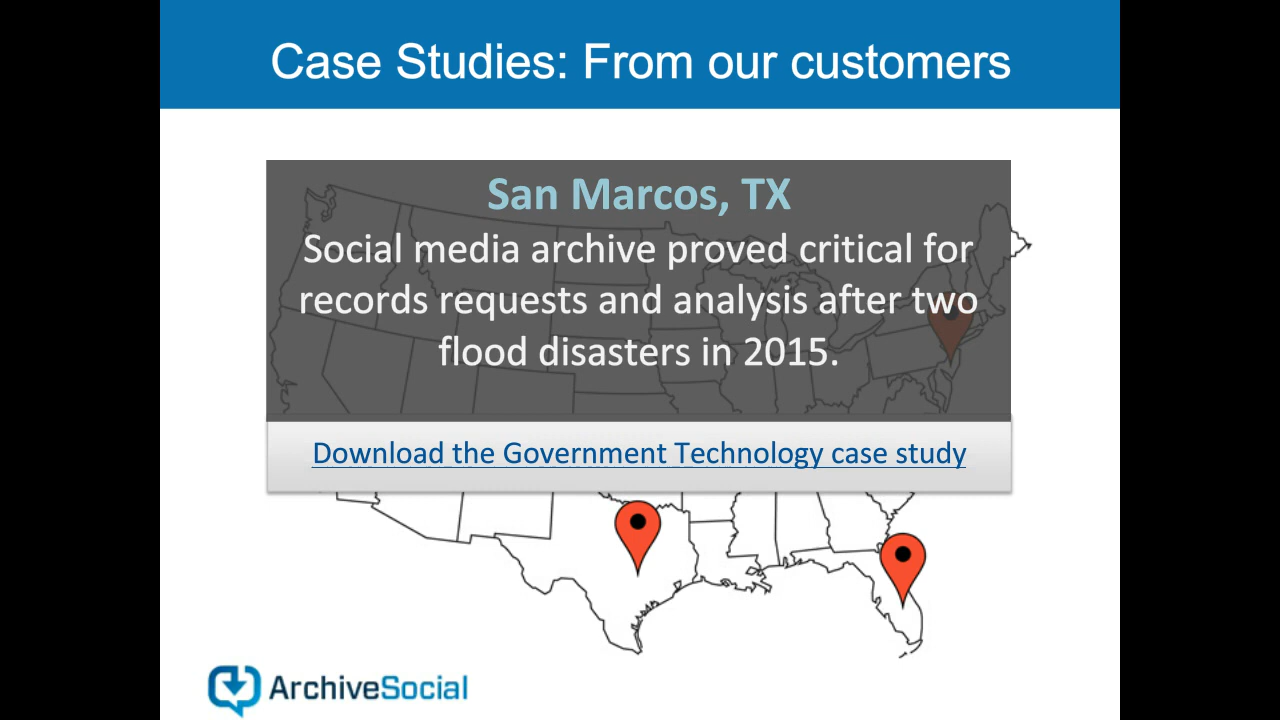 Case Studies: From our customers
San Marcos, TX
Social media archive proved critical for
records requests and analysis after two
flood disasters in 2015.
Download the Government Technology case study
ArchiveSocial